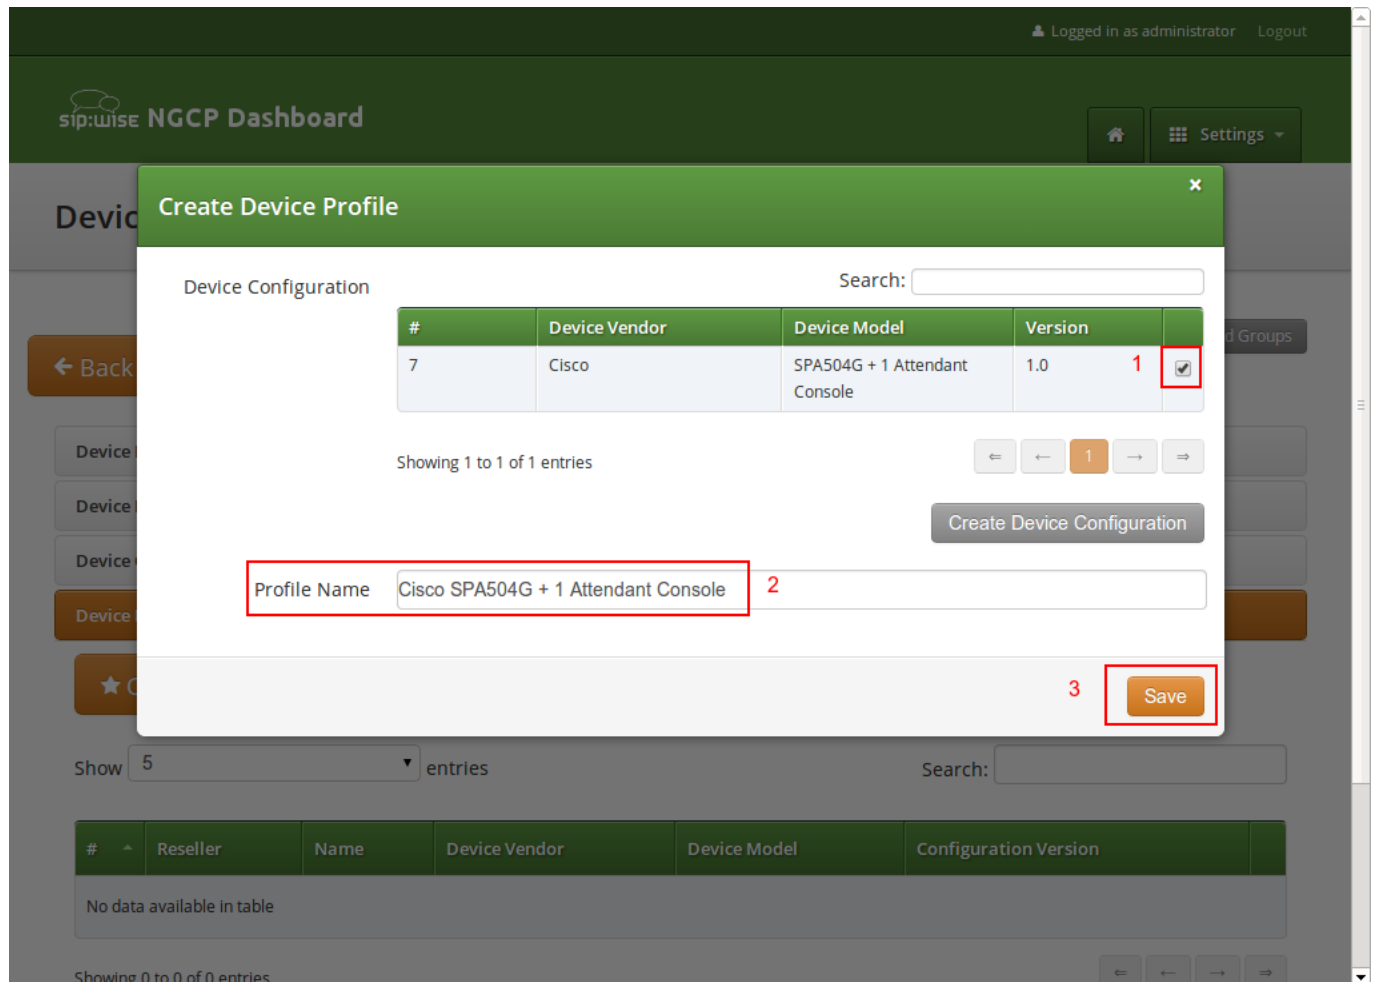 Logged in as administrator Logout
sip:wise NGCP Dashboard
Settings
Devic
Create Device Profile
×
Device Configuration
Search:
# Device Vendor Device Model Version
7 Cisco SPA504G + 1 Attendant Console 1.0 1
d Groups
← Back
Device
Showing 1 to 1 of 1 entries
⇐ ← 1 → ⇒
Device
Create Device Configuration
Device
Profile Name Cisco SPA504G + 1 Attendant Console 2
Device
3 Save
Show 5 entries
Search:
# Reseller Name Device Vendor Device Model Configuration Version
No data available in table
Showing 0 to 0 of 0 entries
⇐ ← → ⇒